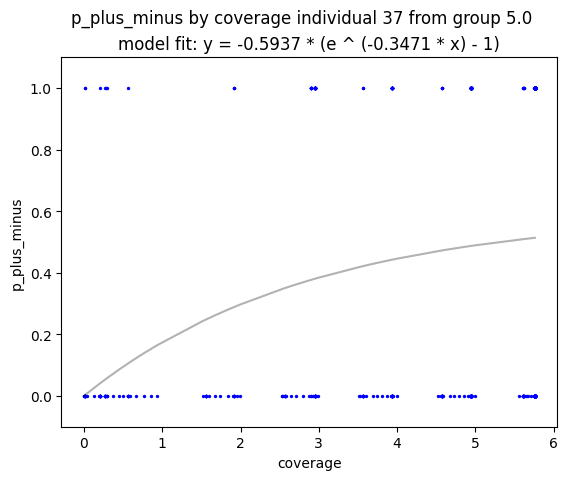 p_plus_minus by coverage individual 37 from group 5.0
model fit: y = -0.5937 * (e ^ (-0.3471 * x) - 1)
1.0
0.8
0.6
0.4
0.2
0.0
p_plus_minus
0 1 2 3 4 5 6
coverage